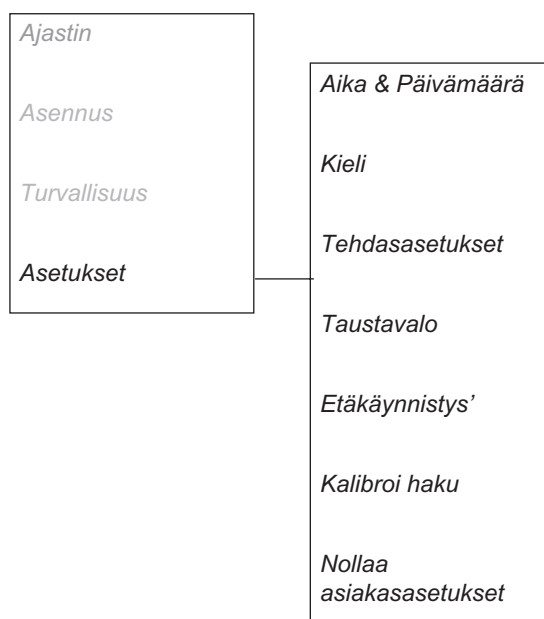 Ajastin
Asennus
Turvallisuus
Asetukset
Aika & Päivämäärä
Kieli
Tehdasasetukset
Taustavalo
Etäkäynnistys’
Kalibroi haku
Nollaa
asiakasasetukset